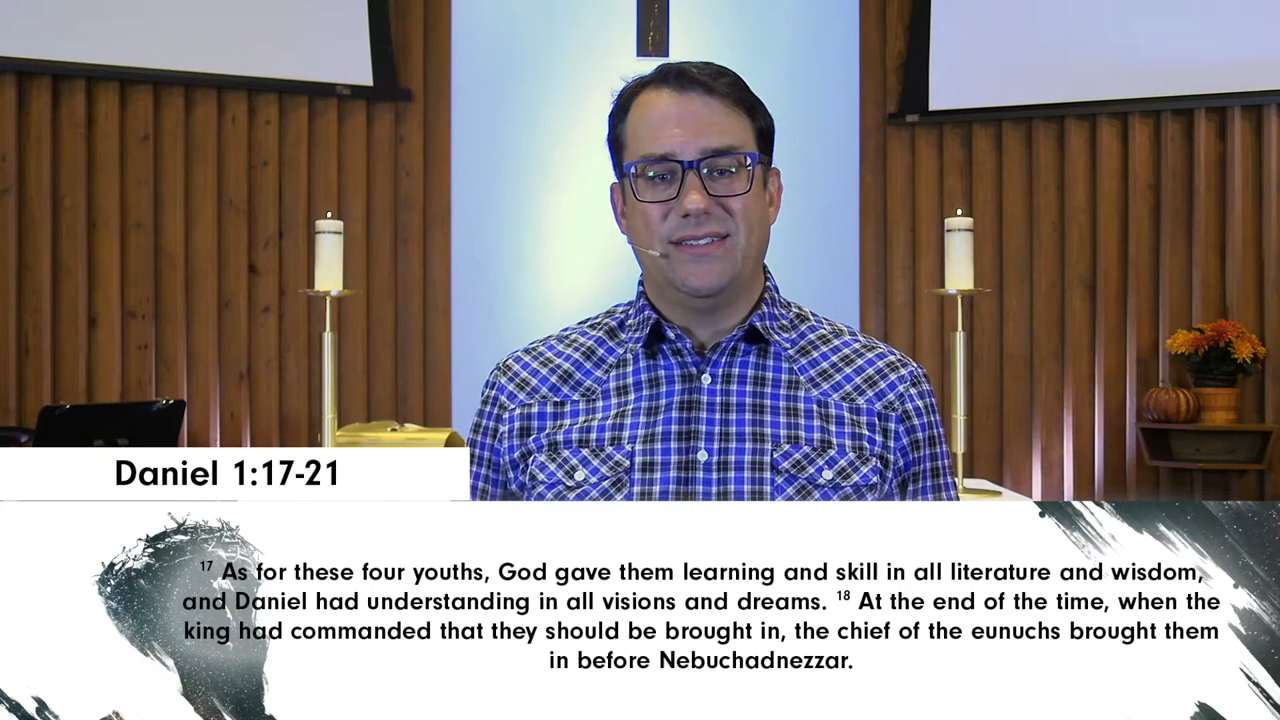 Daniel 1:17-21
17 As for these four youths, God gave them learning and skill in all literature and wisdom,
and Daniel had understanding in all visions and dreams. 18 At the end of the time, when the
king had commanded that they should be brought in, the chief of the eunuchs brought them
in before Nebuchadnezzar.